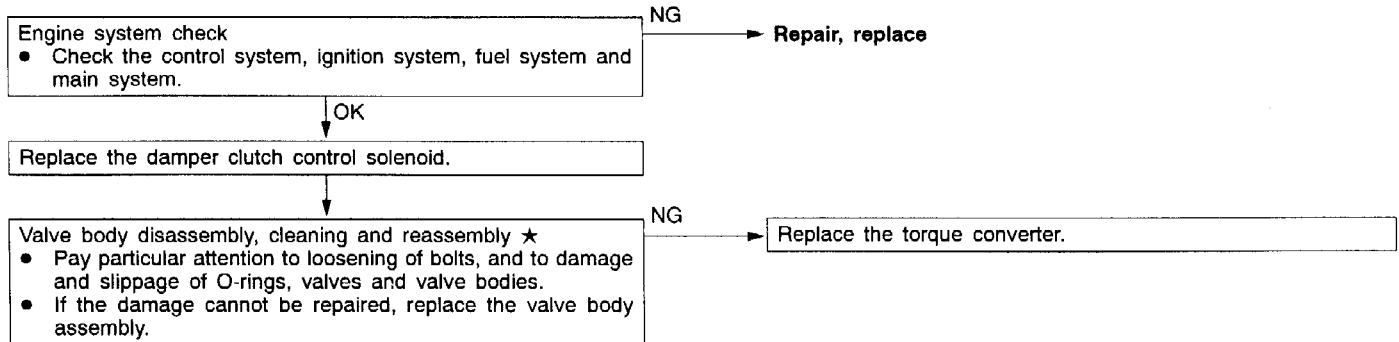 NG
Engine system check
● Check the control system, ignition system, fuel system and
main system.
Repair, replace
OK
Replace the damper clutch control solenoid.
NG
Valve body disassembly, cleaning and reassembly ★
● Pay particular attention to loosening of bolts, and to damage
and slippage of O-rings, valves and valve bodies.
● If the damage cannot be repaired, replace the valve body
assembly.
Replace the torque converter.